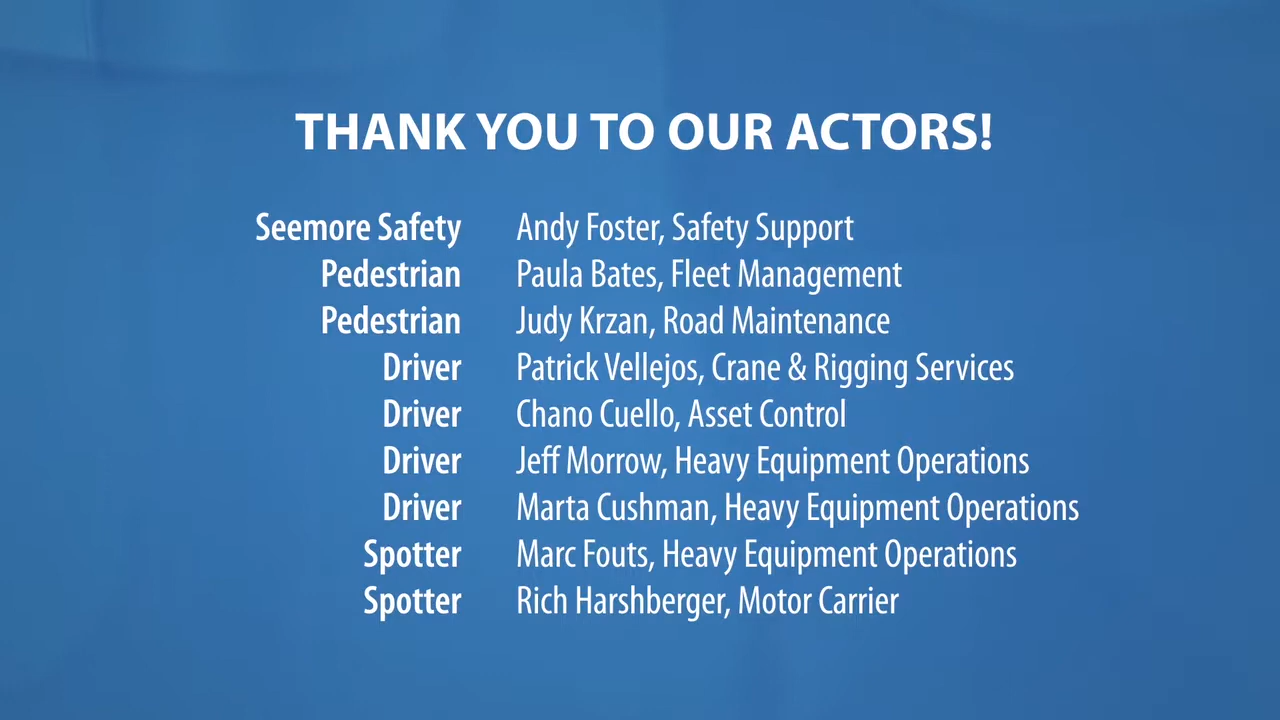 THANK YOU TO OUR ACTORS!
Seemore Safety Andy Foster, Safety Support
Pedestrian Paula Bates, Fleet Management
Pedestrian Judy Krzan, Road Maintenance
Driver Patrick Vellejos, Crane & Rigging Services
Driver Chano Cuello, Asset Control
Driver Jeff Morrow, Heavy Equipment Operations
Driver Marta Cushman, Heavy Equipment Operations
Spotter Marc Fouts, Heavy Equipment Operations
Spotter Rich Harshberger, Motor Carrier